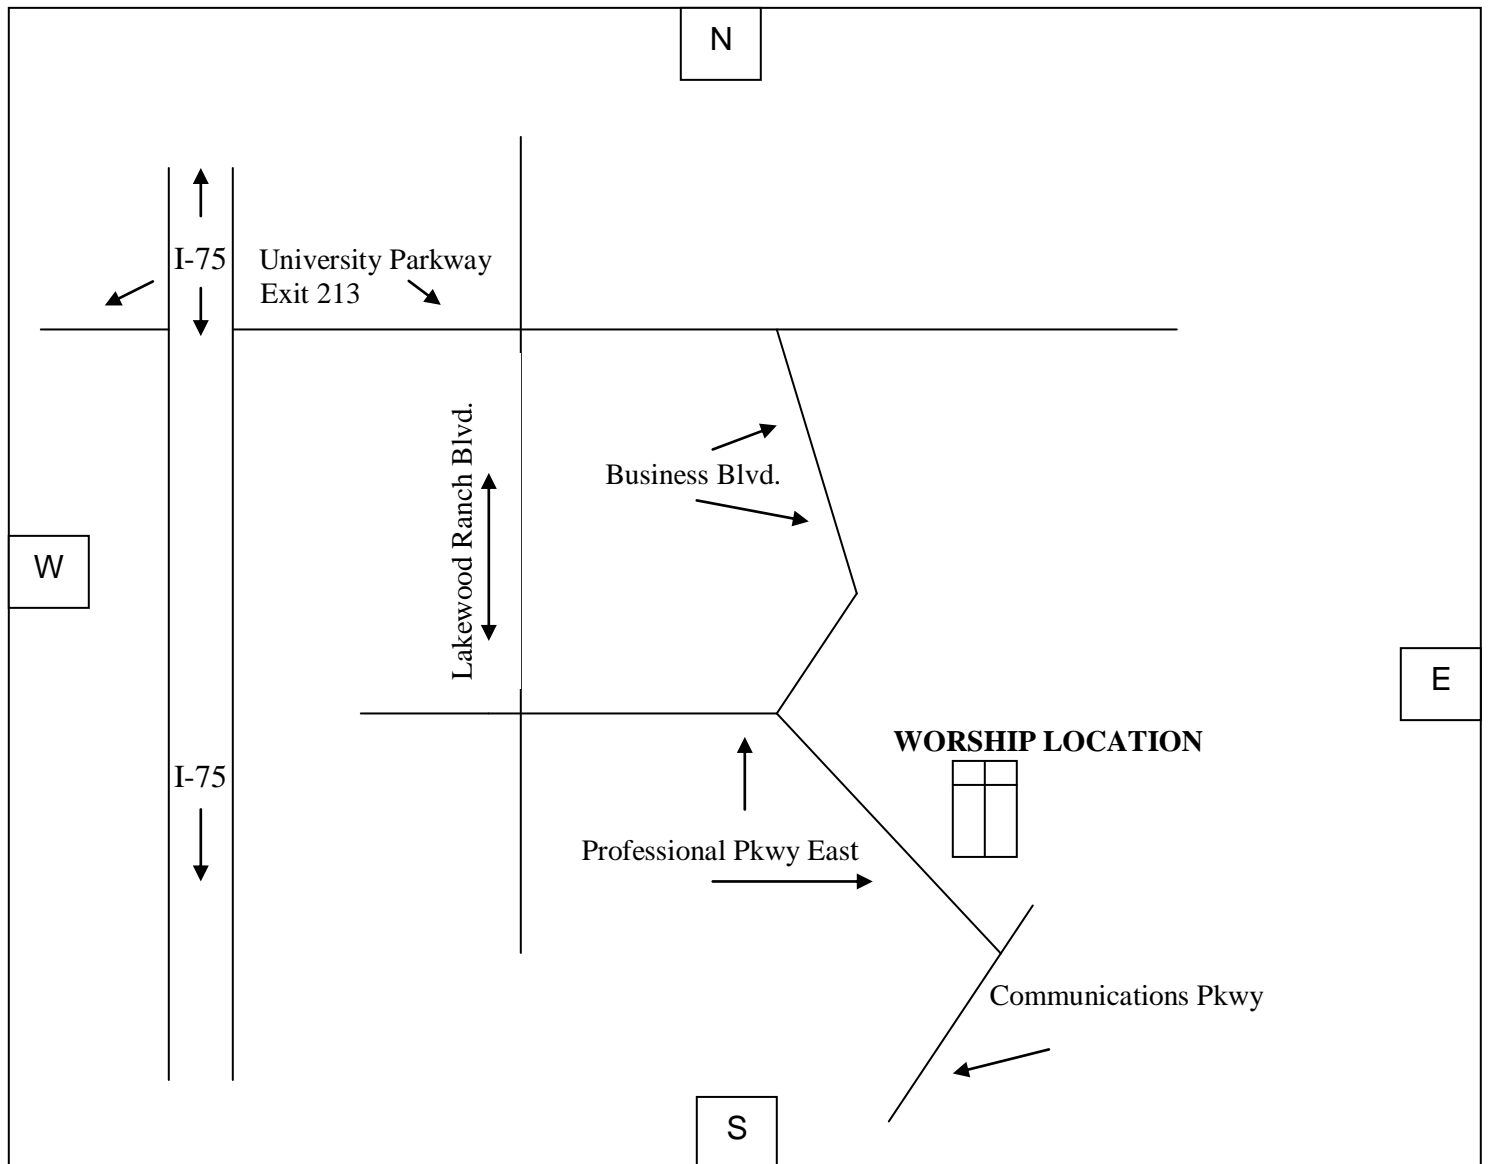 N
I-75
University Parkway
Exit 213
Lakewood Ranch Blvd.
Business Blvd.
W
E
WORSHIP LOCATION
I-75
Professional Pkwy East
Communications Pkwy
S